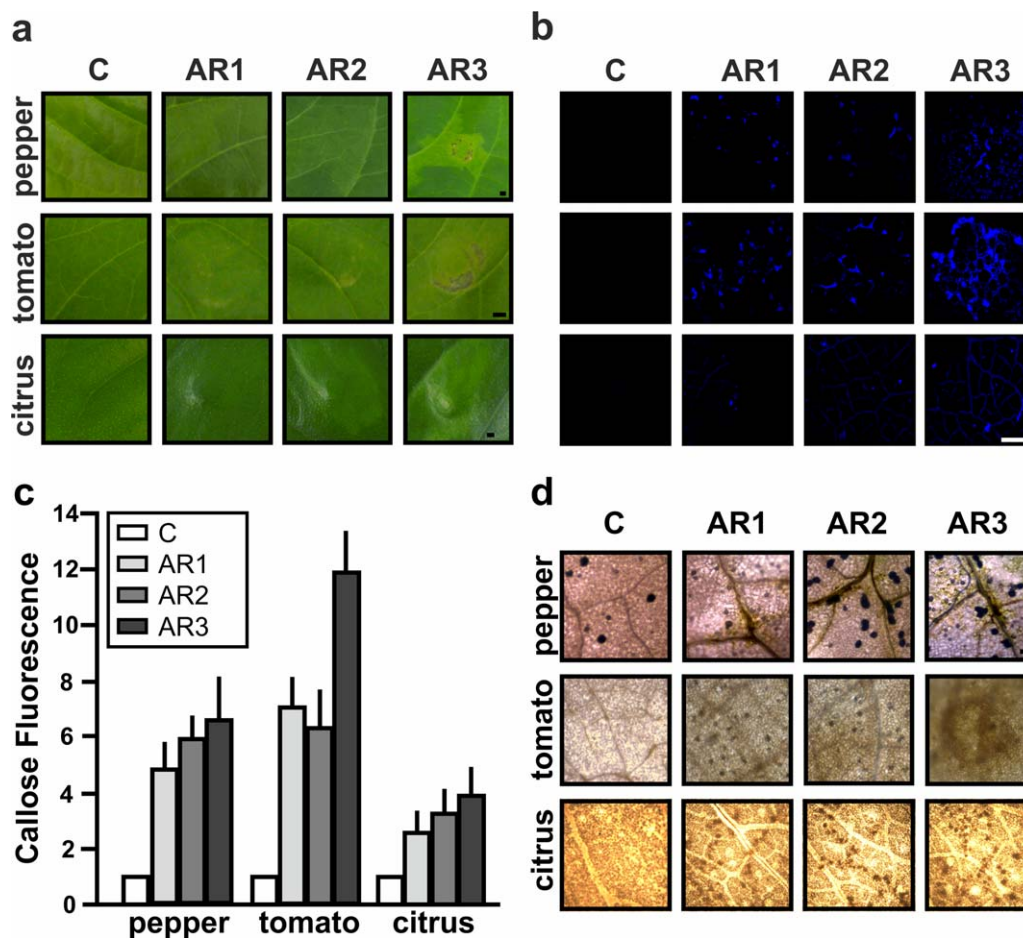 a
C AR1 AR2 AR3
pepper
tomato
citrus
b
C AR1 AR2 AR3
c
Callose Fluorescence
14
12
10
8
6
4
2
0
C
AR1
AR2
AR3
pepper tomato citrus
d
C AR1 AR2 AR3
pepper
tomato
citrus